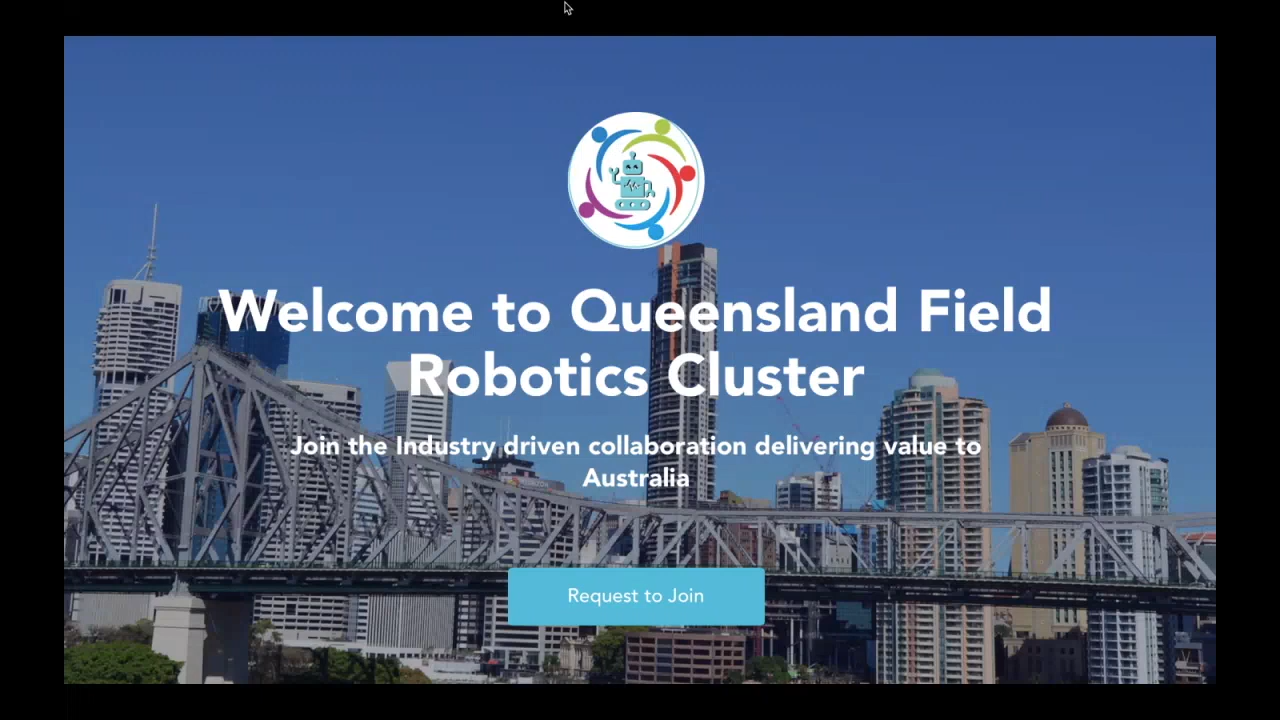 Welcome to Queensland Field
Robotics Cluster
Join the Industry driven collaboration delivering value to
Australia
Request to Join